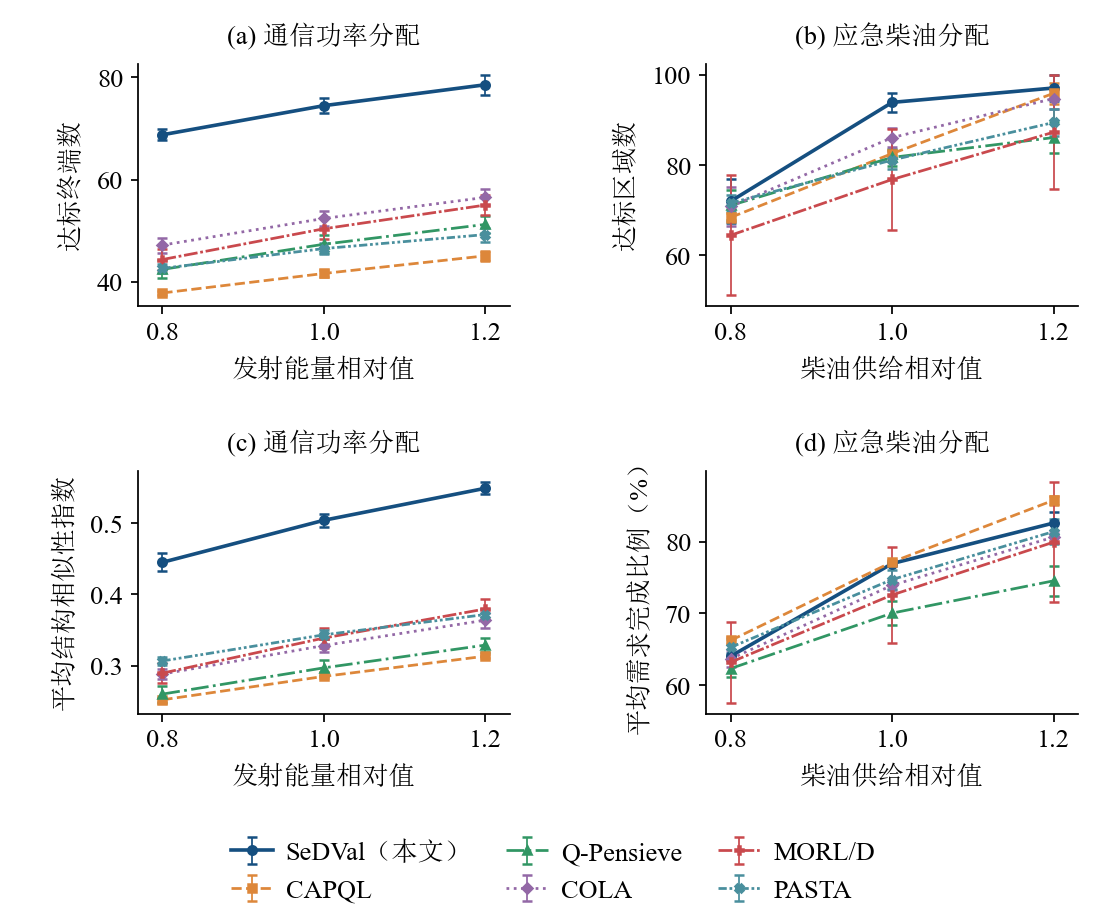 (a) 通信功率分配
达标终端数
80
60
40
0.8 1.0 1.2
发射能量相对值
(b) 应急柴油分配
达标区域数
100
80
60
0.8 1.0 1.2
柴油供给相对值
(c) 通信功率分配
平均结构相似性指数
0.5
0.4
0.3
0.8 1.0 1.2
发射能量相对值
(d) 应急柴油分配
平均需求完成比例（%）
80
70
60
0.8 1.0 1.2
柴油供给相对值
SeDVal（本文） Q-Pensieve MORL/D
CAPQL COLA PASTA